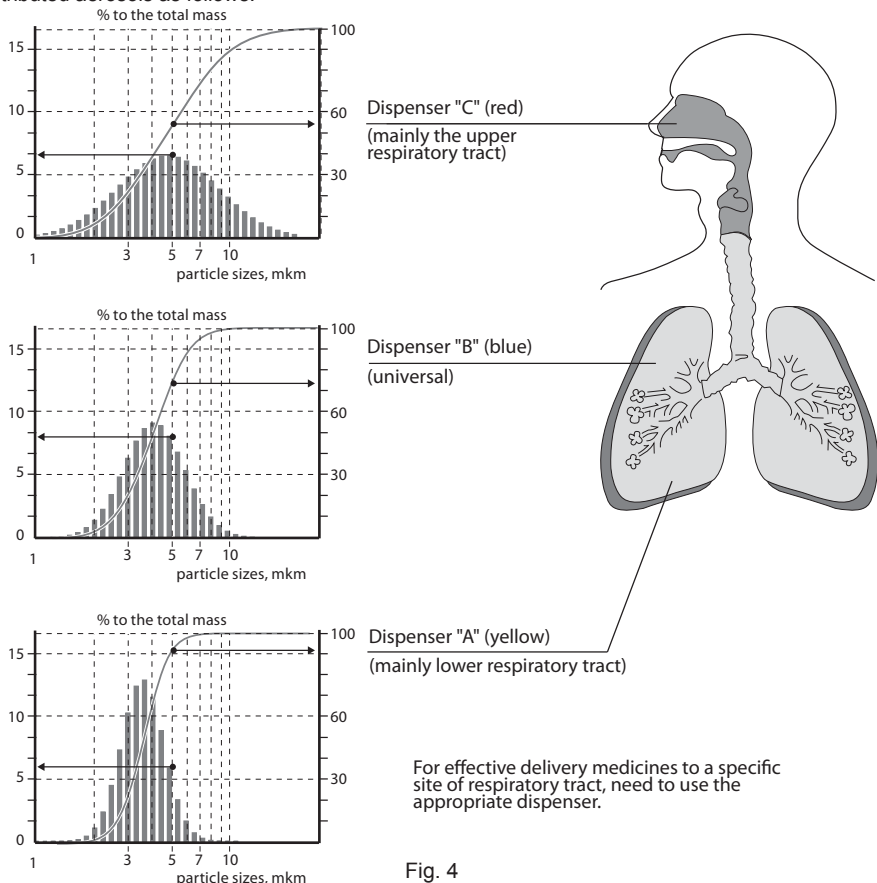 % to the total mass
15
10
5
0
100
60
30
1
3
5
7
10
particle sizes, mkm
Dispenser "C" (red)
(mainly the upper
respiratory tract)
% to the total mass
15
10
5
0
100
60
30
1
3
5
7
10
particle sizes, mkm
Dispenser "B" (blue)
(universal)
% to the total mass
15
10
5
0
100
60
30
1
3
5
7
10
particle sizes, mkm
Dispenser "A" (yellow)
(mainly lower respiratory tract)
For effective delivery medicines to a specific
site of respiratory tract, need to use the
appropriate dispenser.
Fig. 4